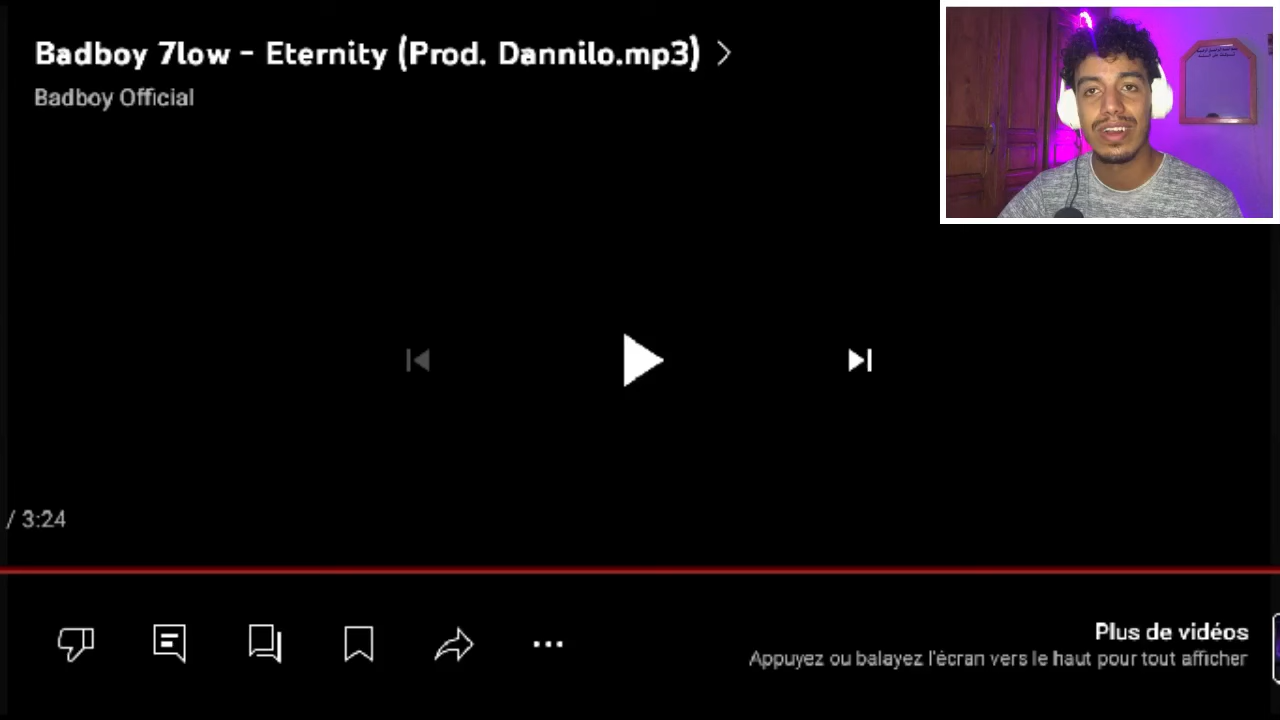 Badboy 7low - Eternity (Prod. Dannilo.mp3)
Badboy Official
/ 3:24
Plus de vidéos
Appuyez ou balayez l'écran vers le haut pour tout afficher